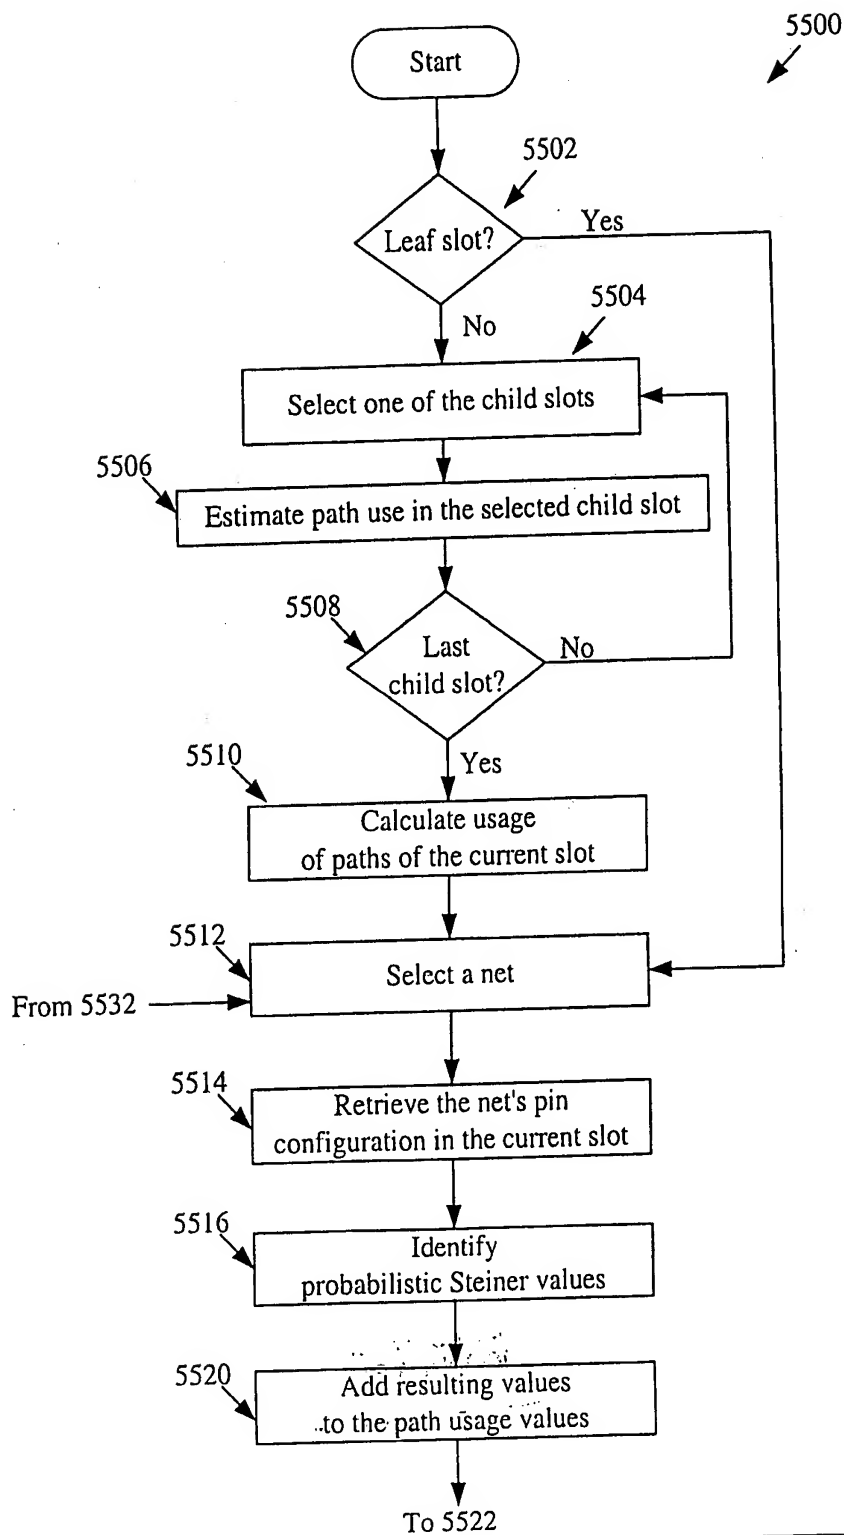 5500
Start
5502
Leaf slot?
Yes
No
5504
Select one of the child slots
5506
Estimate path use in the selected child slot
5508
Last
child slot?
No
5510
Yes
Calculate usage
of paths of the current slot
5512
Select a net
From 5532
5514
Retrieve the net's pin
configuration in the current slot
5516
Identify
probabilistic Steiner values
5520
Add resulting values
to the path usage values
To 5522